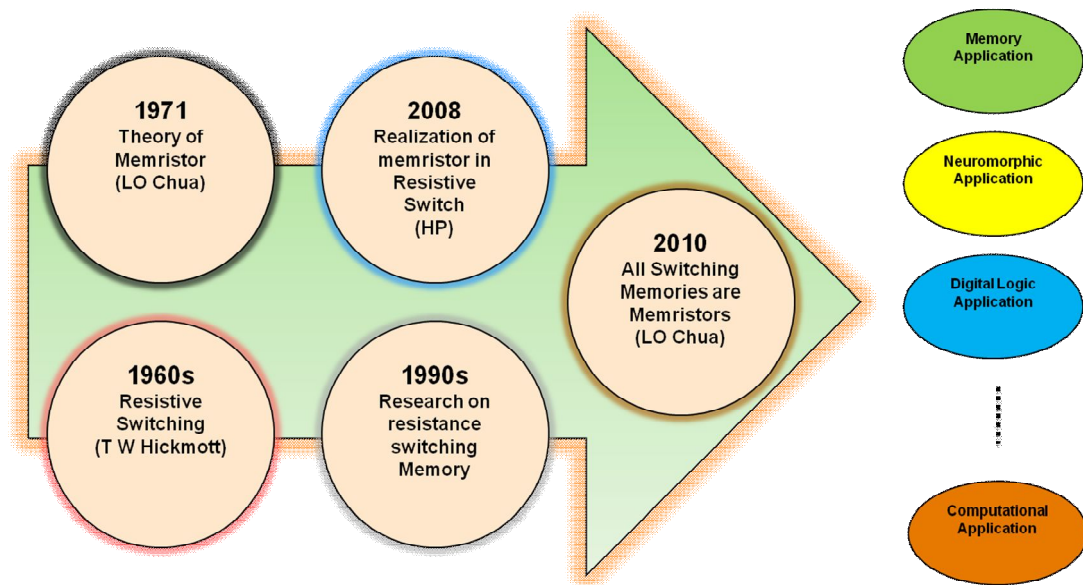 1971
Theory of
Memristor
(LO Chua)
2008
Realization of
memristor in
Resistive
Switch
(HP)
1960s
Resistive
Switching
(T W Hickmott)
1990s
Research on
resistance
switching
Memory
2010
All Switching
Memories are
Memristors
(LO Chua)
Memory
Application
Neuromorphic
Application
Digital Logic
Application
Computational
Application